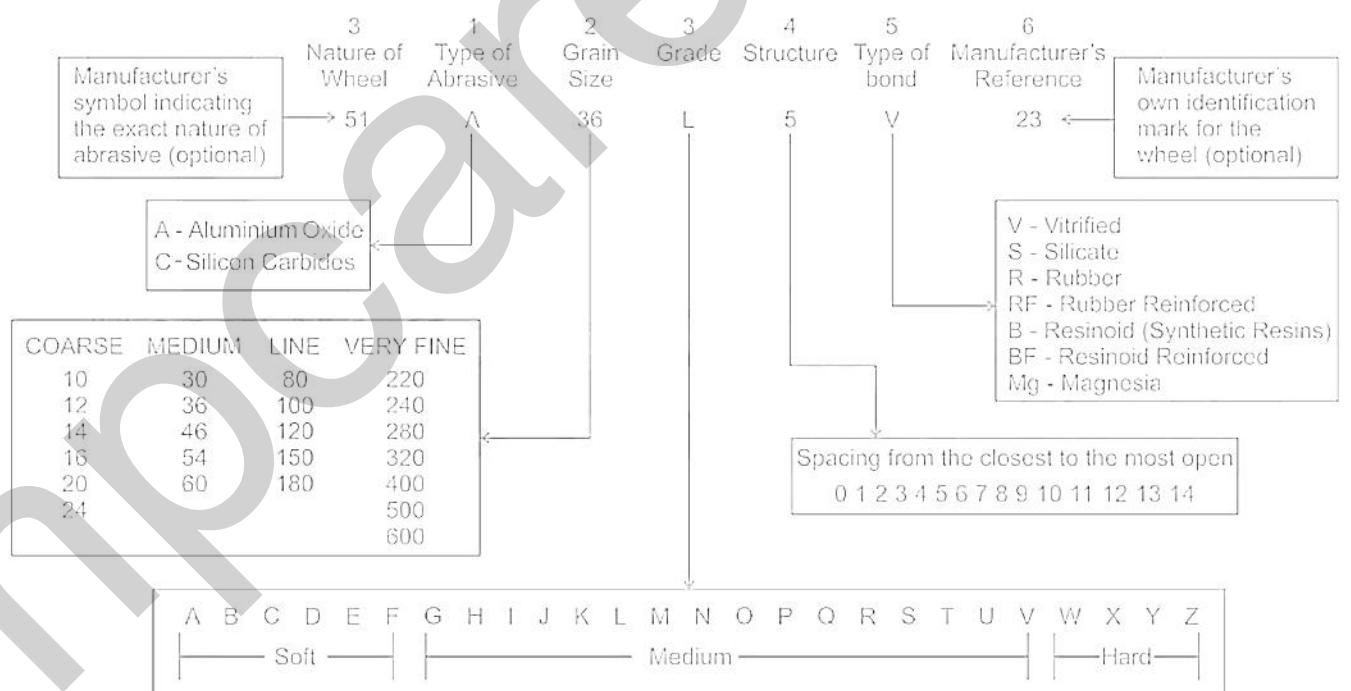 3 1 2 3 4 5 6
Nature of Type of Grain Grade Structure Type of Manufacturer's
Wheel Abrasive Size bond Reference
51 A 36 L 5 V 23
Manufacturer's
symbol indicating
the exact nature of
abrasive (optional)
Manufacturer's
own identification
mark for the
wheel (optional)
A - Aluminium Oxide
C - Silicon Carbides
V - Vitrified
S - Silicate
R - Rubber
RF - Rubber Reinforced
B - Resinoid (Synthetic Resins)
BF - Resinoid Reinforced
Mg - Magnesia
COARSE MEDIUM LINE VERY FINE
10 30 80 220
12 36 100 240
14 46 120 280
16 54 150 320
20 60 180 400
24 500
600
Spacing from the closest to the most open
0 1 2 3 4 5 6 7 8 9 10 11 12 13 14
A B C D E F G H I J K L M N O P Q R S T U V W X Y Z
Soft Medium Hard